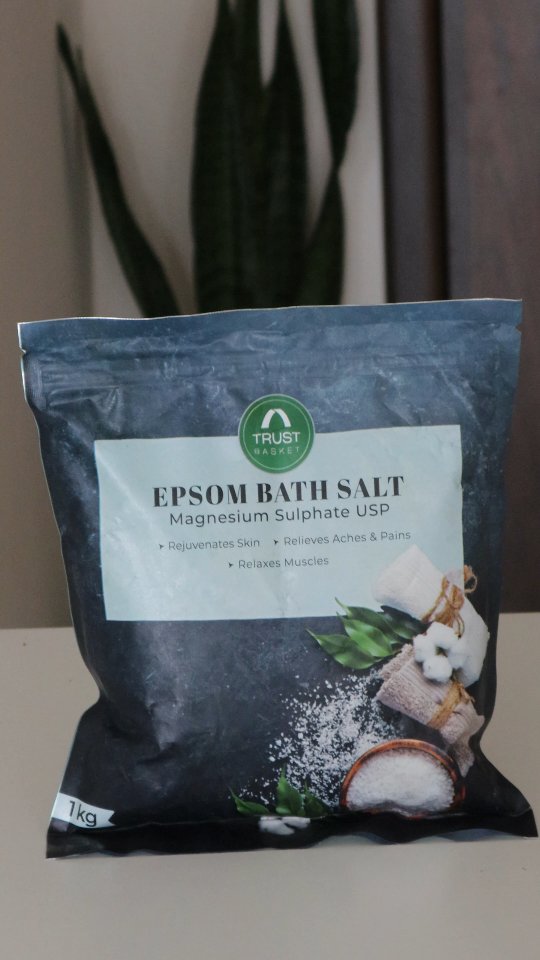 TRUST
BASKET
EPSOM BATH SALT
Magnesium Sulphate USP
➤ Rejuvenates Skin ➤ Relieves Aches & Pains
➤ Relaxes Muscles
1kg